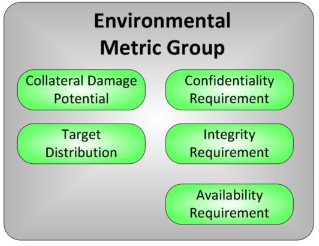 Environmental
Metric Group
Collateral Damage
Potential
Confidentiality
Requirement
Target
Distribution
Integrity
Requirement
Availability
Requirement